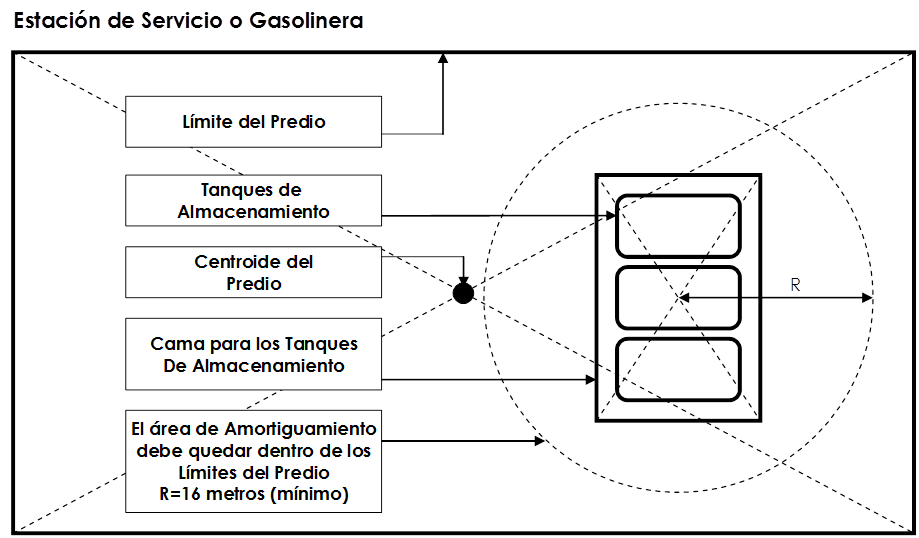 Estación de Servicio o Gasolinera
Límite del Predio
Tanques de
Almacenamiento
Centroide del
Predio
R
Cama para los Tanques
De Almacenamiento
El área de Amortiguamiento
debe quedar dentro de los
Límites del Predio
R=16 metros (mínimo)